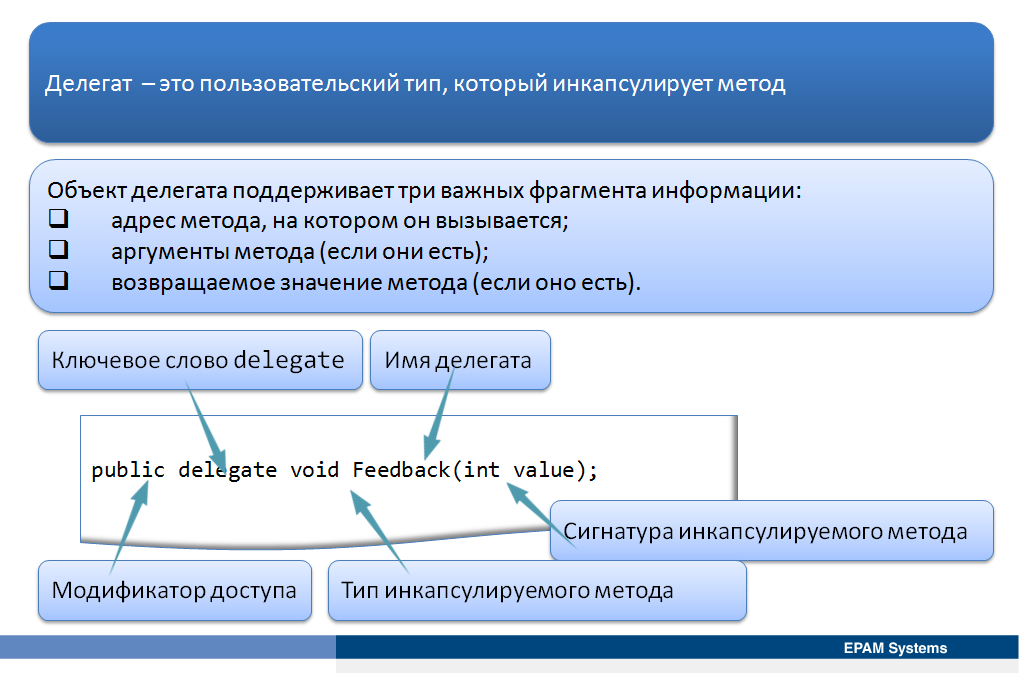 Делегат – это пользовательский тип, который инкапсулирует метод
Объект делегата поддерживает три важных фрагмента информации:
адрес метода, на котором он вызывается;
аргументы метода (если они есть);
возвращаемое значение метода (если оно есть).
Ключевое слово delegate
Имя делегата
public delegate void Feedback(int value);
Сигнатура инкапсулируемого метода
Модификатор доступа
Тип инкапсулируемого метода
EPAM Systems